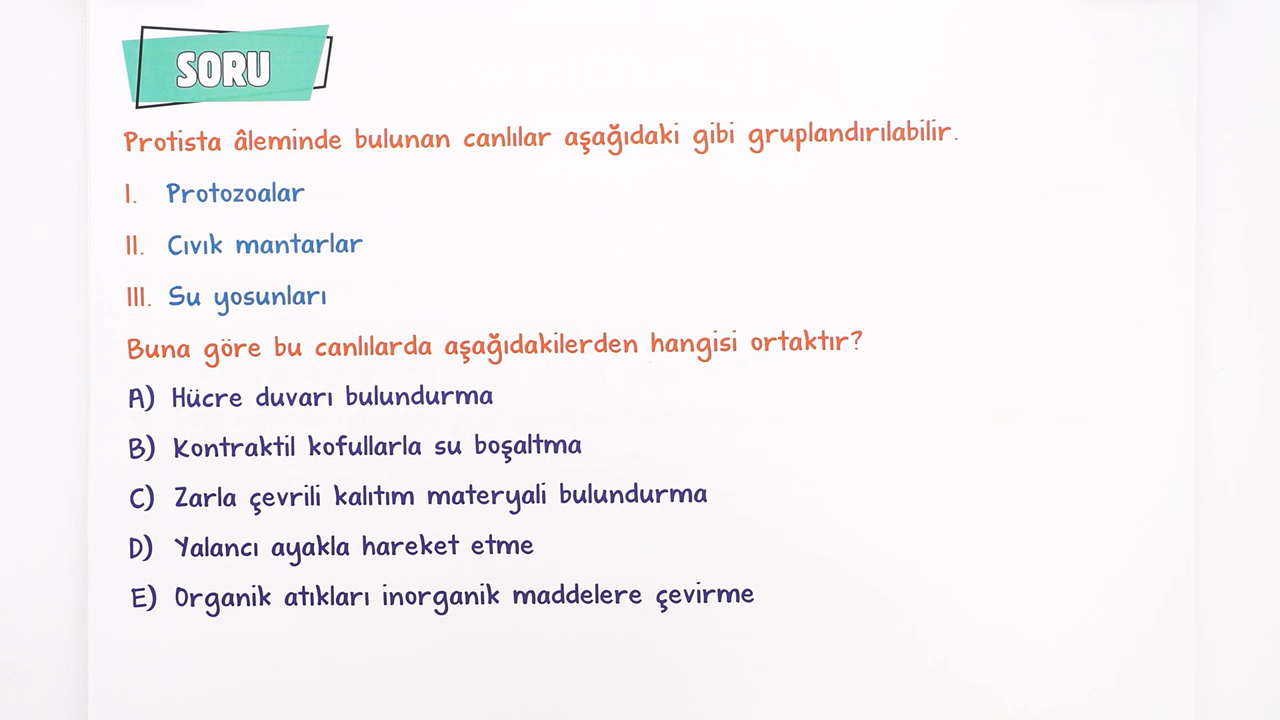 SORU
Protista âleminde bulunan canlılar aşağıdaki gibi gruplandırılabilir.
I. Protozoalar
II. Cıvık mantarlar
III. Su yosunları
Buna göre bu canlılarda aşağıdakilerden hangisi ortaktır?
A) Hücre duvarı bulundurma
B) Kontraktil kofullarla su boşaltma
C) Zarla çevrili kalıtım materyali bulundurma
D) Yalancı ayakla hareket etme
E) Organik atıkları inorganik maddelere çevirme